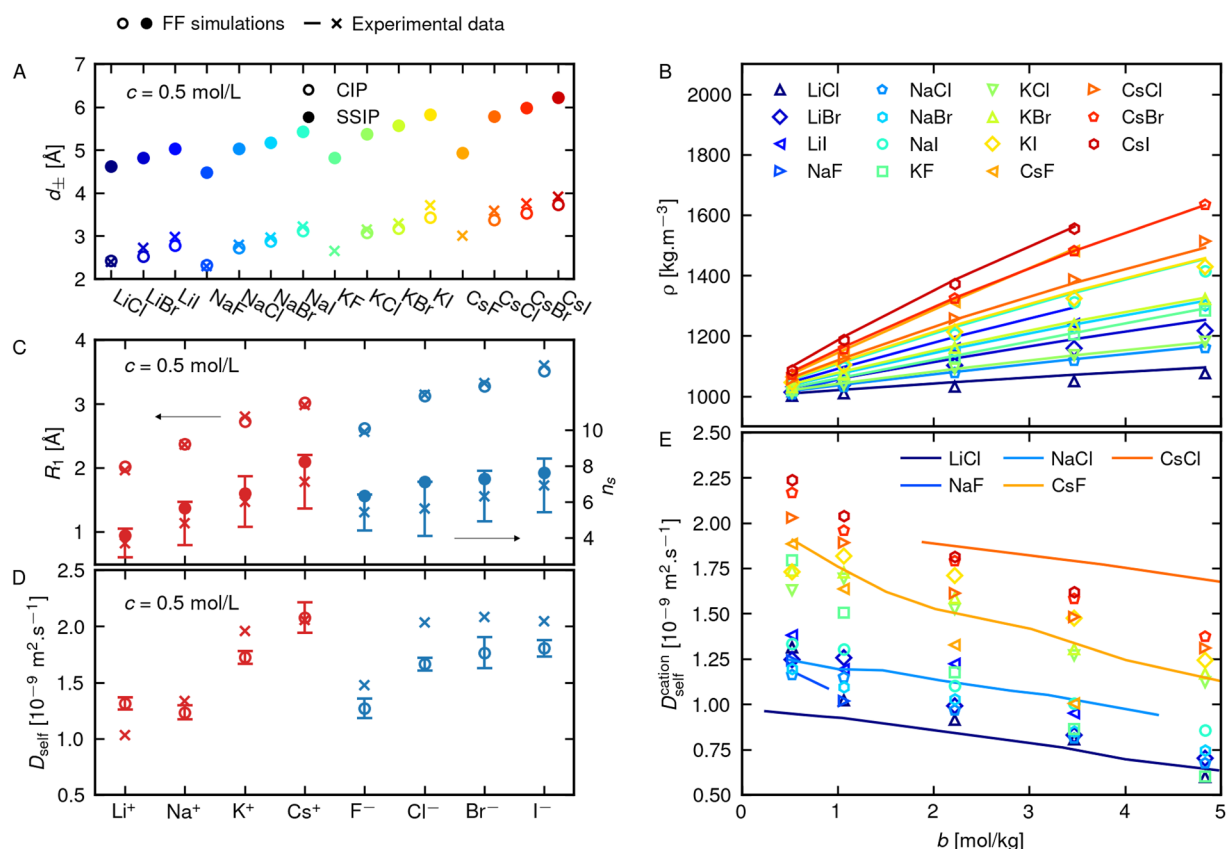 FF simulations Experimental data
A
7
6
5
4
3
2
d± [Å]
c = 0.5 mol/L
CIP
SSIP
LiCl LiBr LiI NaF NaCl NaBr NaI KF KCl KBr KI CsF CsCl CsBr CsI
C
4
3
2
1
R₁ [Å]
c = 0.5 mol/L
10
8
6
4
nₛ
D
2.5
2.0
1.5
1.0
0.5
D_self [10⁻⁹ m².s⁻¹]
c = 0.5 mol/L
Li⁺ Na⁺ K⁺ Cs⁺ F⁻ Cl⁻ Br⁻ I⁻
B
2000
1800
1600
1400
1200
1000
ρ [kg.m⁻³]
LiCl NaCl KCl CsCl
LiBr NaBr KBr CsBr
LiI NaI KI CsI
NaF KF CsF
E
2.50
2.25
2.00
1.75
1.50
1.25
1.00
0.75
0.50
D_self^cation [10⁻⁹ m².s⁻¹]
LiCl NaCl CsCl
NaF CsF
0 1 2 3 4 5
b [mol/kg]